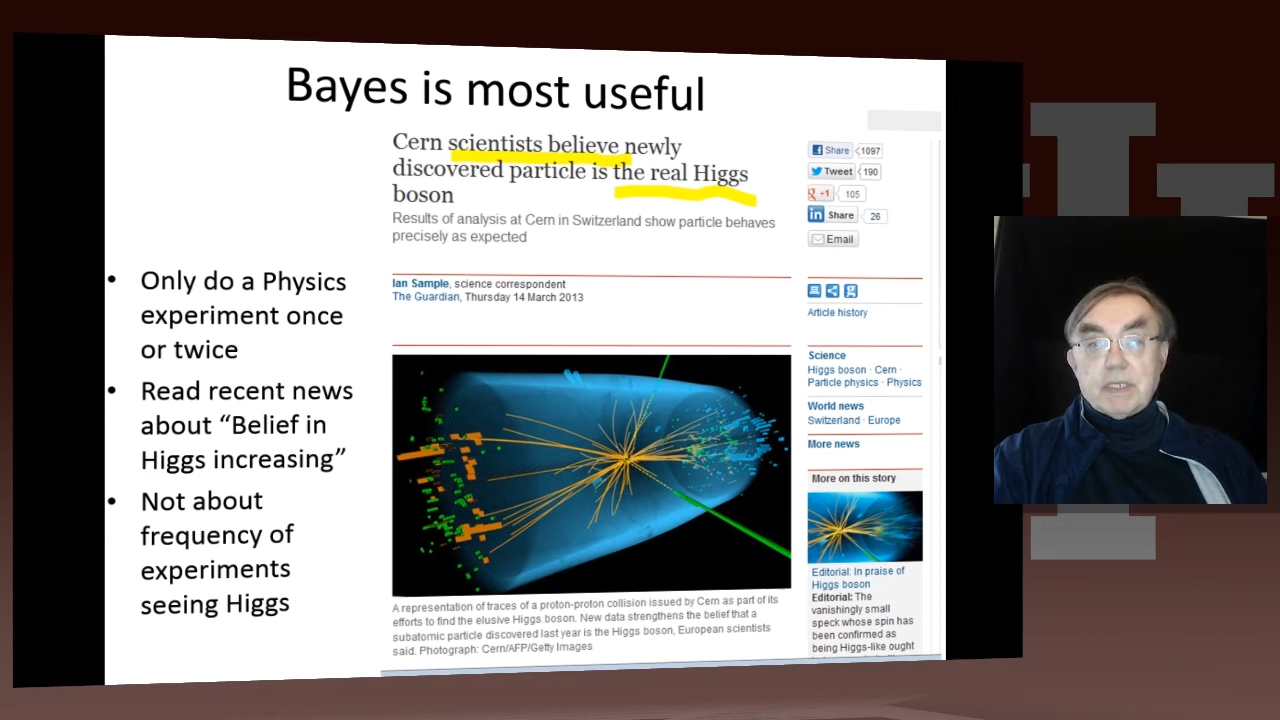 Bayes is most useful
Cern scientists believe newly
discovered particle is the real Higgs
boson
Results of analysis at Cern in Switzerland show particle behaves
precisely as expected
Ian Sample, science correspondent
The Guardian, Thursday 14 March 2013
• Only do a Physics
experiment once
or twice
• Read recent news
about “Belief in
Higgs increasing”
• Not about
frequency of
experiments
seeing Higgs
A representation of traces of a proton-proton collision issued by Cern as part of its
efforts to find the elusive Higgs boson. New data strengthens the belief that a
subatomic particle discovered last year is the Higgs boson, European scientists
said. Photograph: Cern/AFP/Getty Images
Share 1097
Tweet 190
+1 105
in Share 26
Email
Article history
Science
Higgs boson · Cern ·
Particle physics · Physics
World news
Switzerland · Europe
More news
More on this story
Editorial: In praise of
Higgs boson
Editorial: The
vanishingly small
speck whose spin has
been confirmed as
being Higgs-like ought